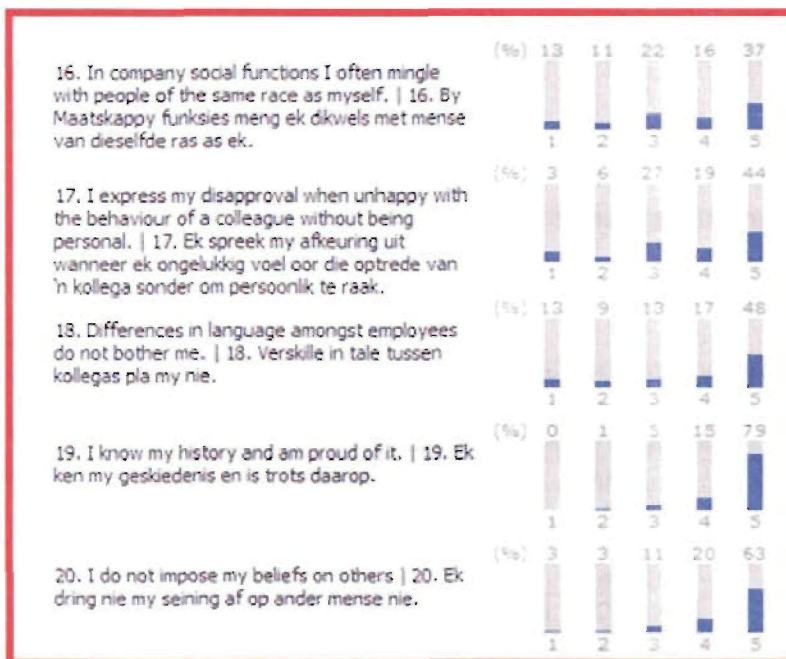 (%) 13 11 22 16 37
16. In company social functions I often mingle
with people of the same race as myself. | 16. By
Maatskappy funksies meng ek dikwels met mense
van dieselfde ras as ek.
1 2 3 4 5
(%) 3 6 27 19 44
17. I express my disapproval when unhappy with
the behaviour of a colleague without being
personal. | 17. Ek spreek my afkeuring uit
wanneer ek ongelukkig voel oor die optrede van
'n kollega sonder om persoonlik te raak.
1 2 3 4 5
(%) 13 9 13 17 48
18. Differences in language amongst employees
do not bother me. | 18. Verskille in tale tussen
kollegas pla my nie.
1 2 3 4 5
(%) 0 1 5 15 79
19. I know my history and am proud of it. | 19. Ek
ken my geskiedenis en is trots daarop.
1 2 3 4 5
(%) 3 3 11 20 63
20. I do not impose my beliefs on others | 20. Ek
dring nie my seining af op ander mense nie.
1 2 3 4 5